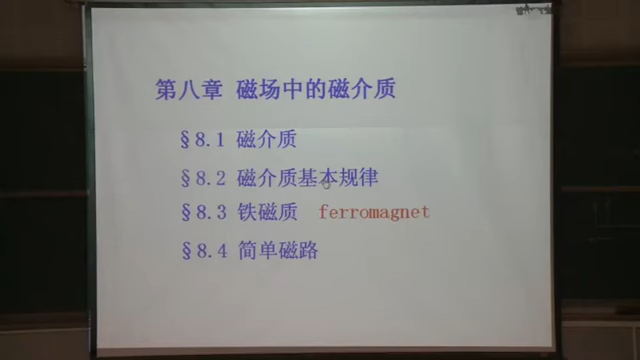 第八章 磁场中的磁介质
§8.1 磁介质
§8.2 磁介质基本规律
§8.3 铁磁质 ferromagnet
§8.4 简单磁路